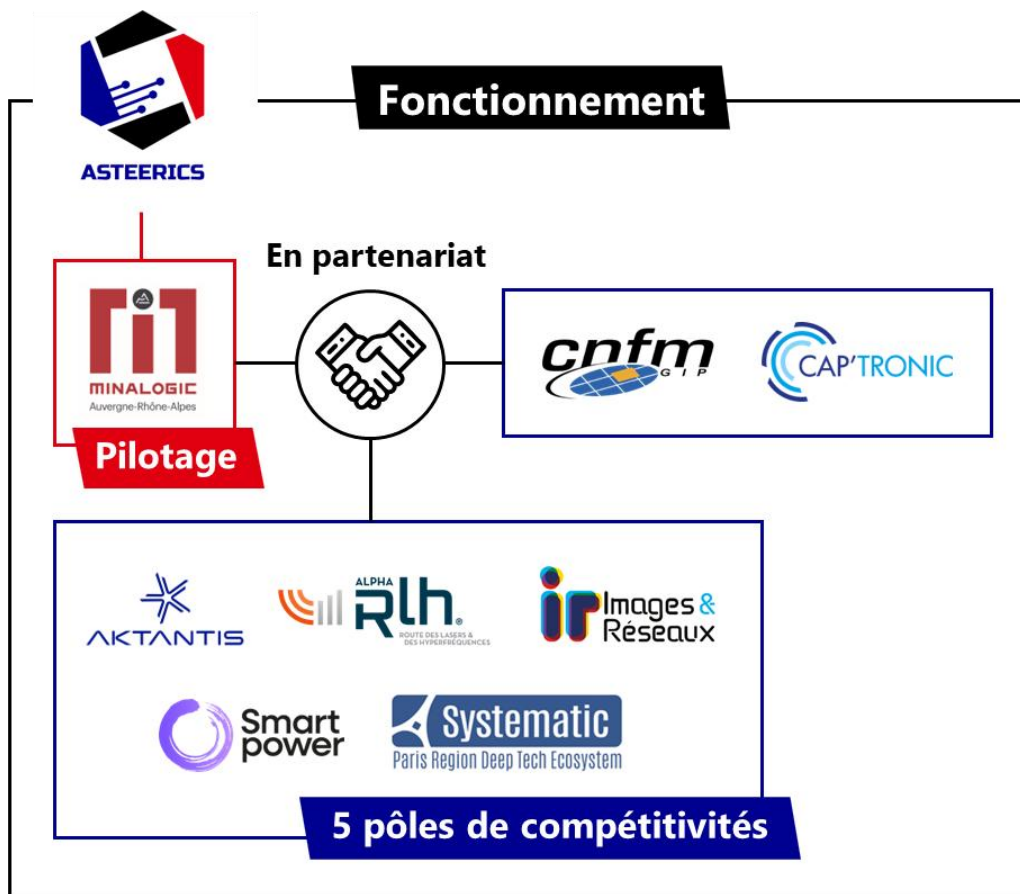 Fonctionnement
ASTEERICS
En partenariat
MINALOGIC
Auvergne-Rhône-Alpes
Pilotage
cnfm
GIP
CAP'TRONIC
AKTANTIS
ALPHA
Rlh®
ROUTE DES LASERS &
DES HYPERFRÉQUENCES
ir Images &
Réseaux
Smart
power
Systematic
Paris Region Deep Tech Ecosystem
5 pôles de compétitivités